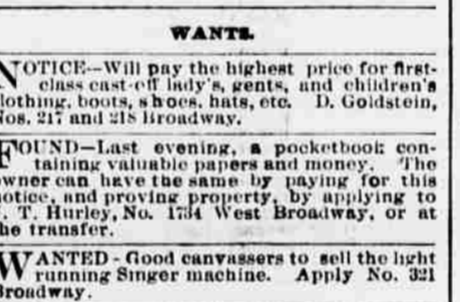 WANTS.
NOTICE—Will pay the highest price for first-
class cast-off lady's, gents, and children's
clothing, boots, shoes, hats, etc. D. Goldstein,
Nos. 217 and 218 Broadway.
FOUND—Last evening, a pocketbook con-
taining valuable papers and money. The
owner can have the same by paying for this
notice, and proving property, by applying to
T. Hurley, No. 1734 West Broadway, or at
the transfer.
WANTED - Good canvassers to sell the light
running Singer machine. Apply No. 321
Broadway.